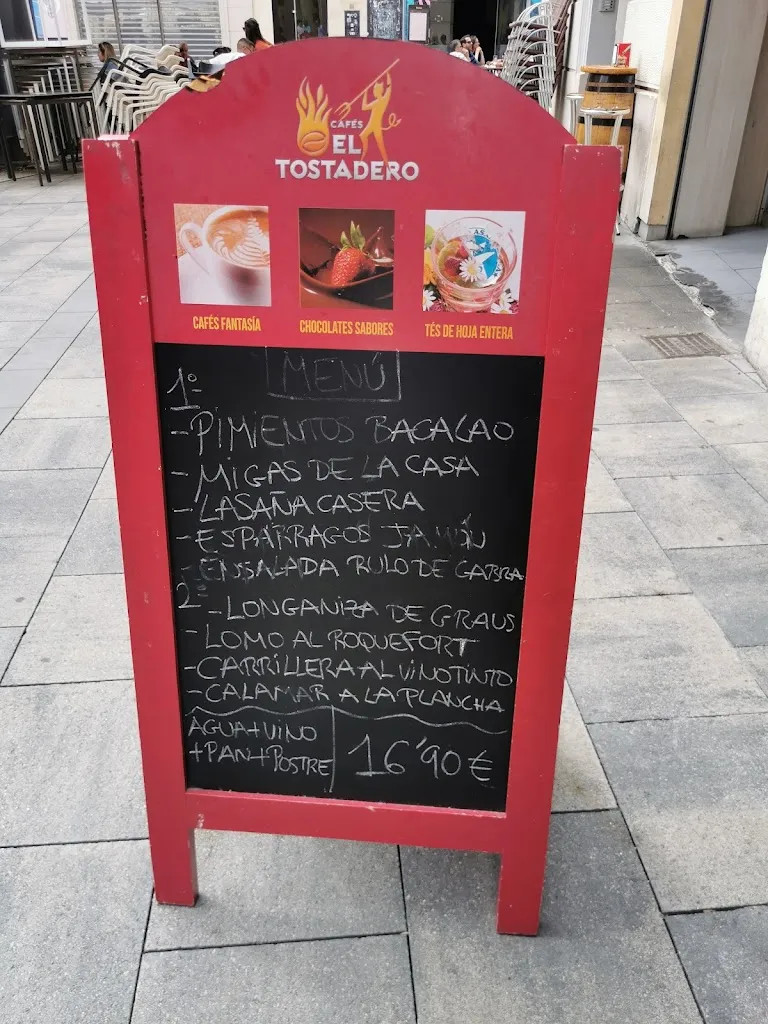 CAFÉS
EL
TOSTADERO
CAFÉS FANTASÍA
CHOCOLATES SABORES
TÉS DE HOJA ENTERA
MENÚ
1º
-PIMIENTOS BACALAO
-MIGAS DE LA CASA
-LASAÑA CASERA
-ESPÁRRAGOS JAMÓN
-ENSALADA RULO DE CABRA
2º
-LONGANIZA DE GRAUS
-LOMO AL ROQUEFORT
-CARRILLERA AL VINO TINTO
-CALAMAR A LA PLANCHA
AGUA+VINO
+PAN+POSTRE
16'90€